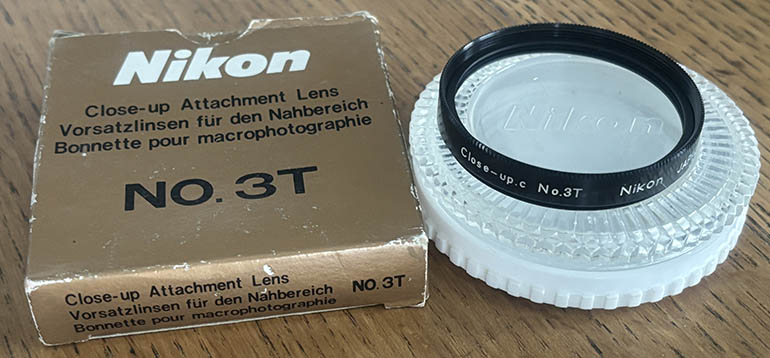 Nikon
Close-up Attachment Lens
Vorsatzlinsen für den Nahbereich
Bonnette pour macrophotographie
NO. 3T
Close-up Attachment Lens
Vorsatzlinsen für den Nahbereich NO. 3T
Bonnette pour macrophotographie
Nikon
Close-up.c No.3T Nikon